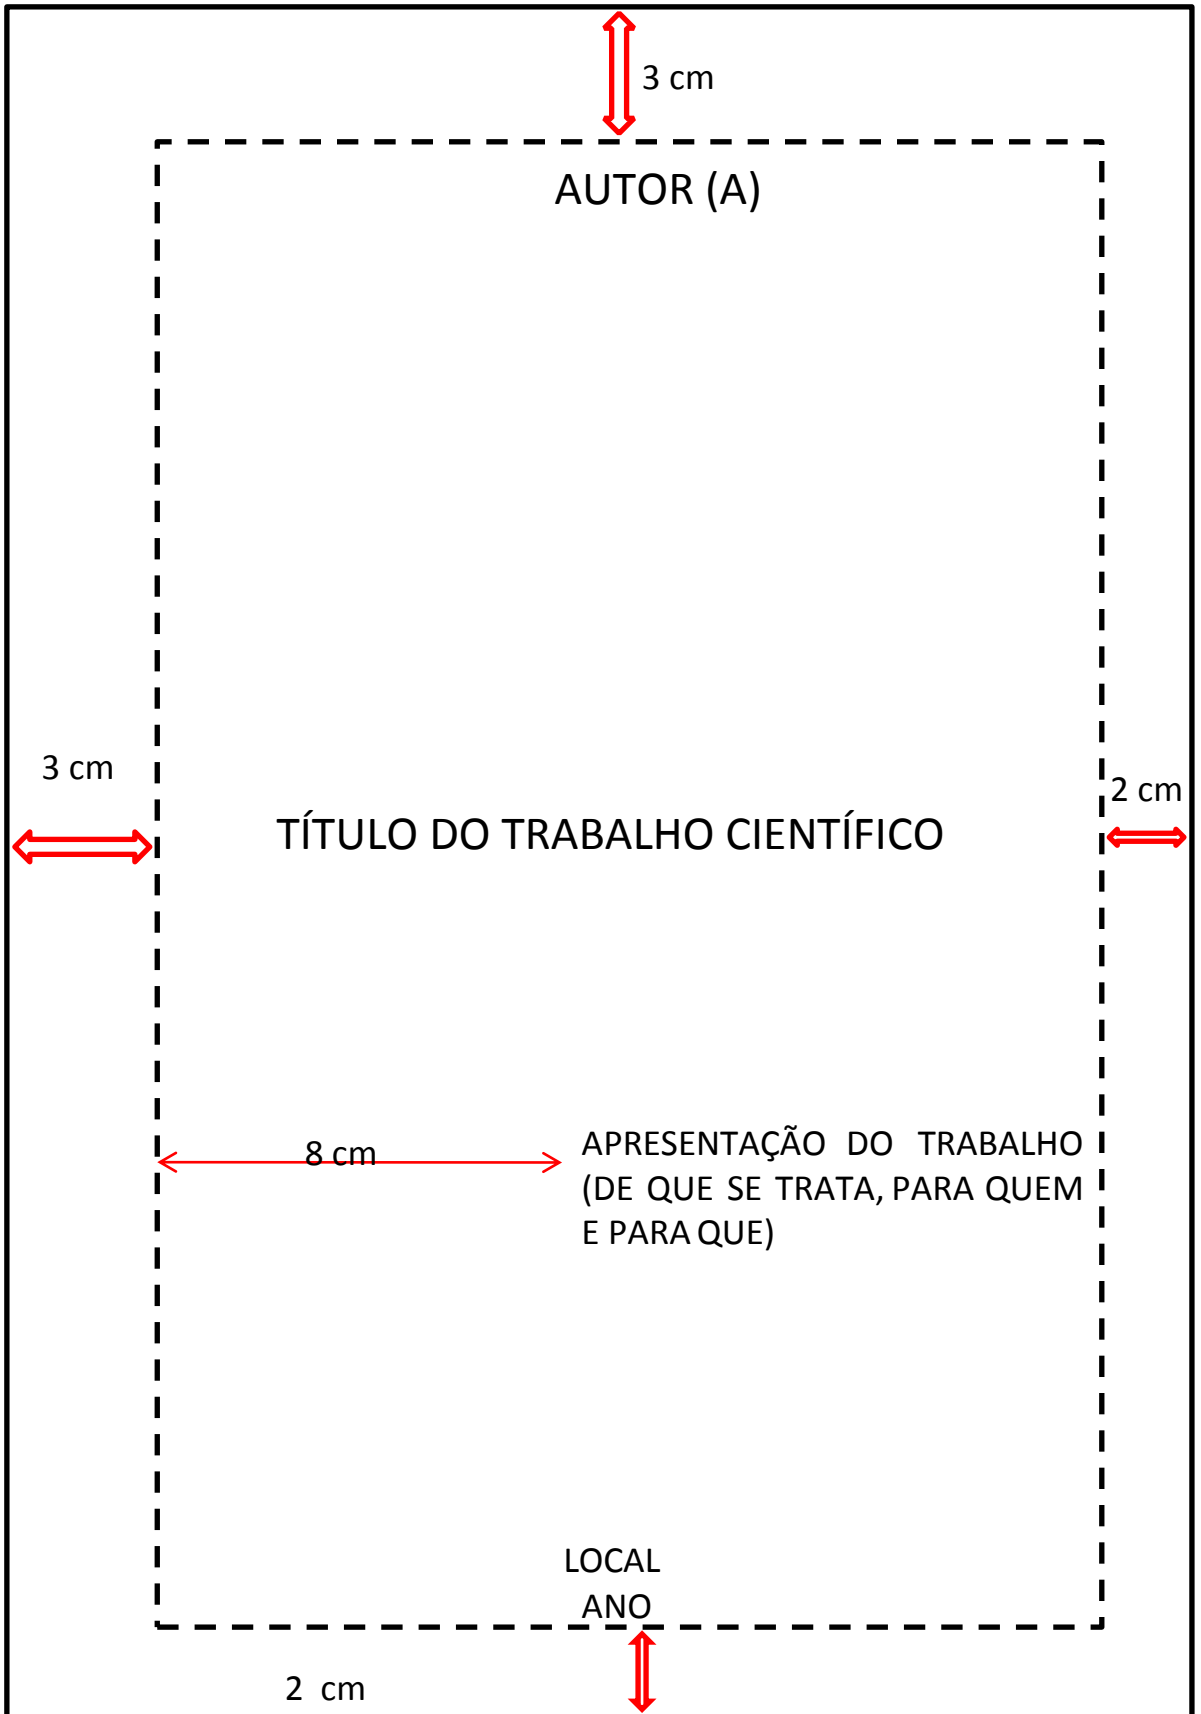 3 cm
AUTOR (A)
3 cm
2 cm
TÍTULO DO TRABALHO CIENTÍFICO
8 cm
APRESENTAÇÃO DO TRABALHO
(DE QUE SE TRATA, PARA QUEM
E PARA QUE)
LOCAL
ANO
2 cm